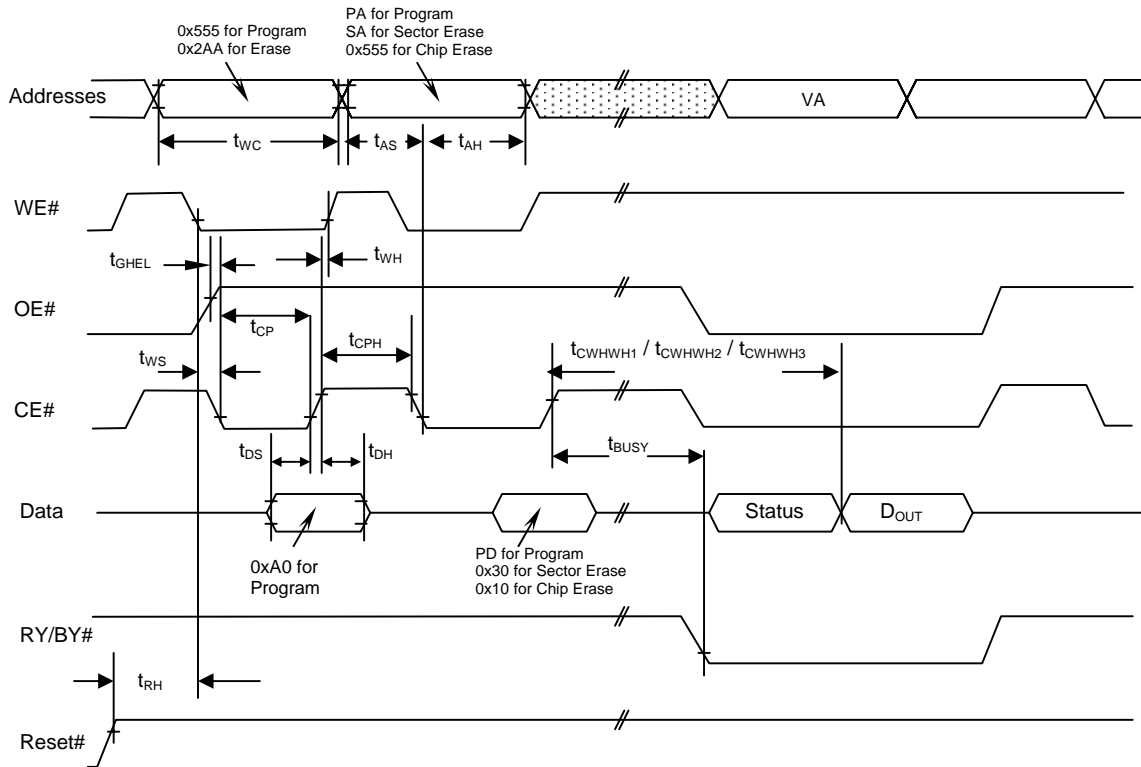 0x555 for Program
0x2AA for Erase
PA for Program
SA for Sector Erase
0x555 for Chip Erase
Addresses
VA
tWC
tAS
tAH
WE#
tGHEL
tWH
OE#
tCP
tCPH
tWS
tCWHWH1 / tCWHWH2 / tCWHWH3
CE#
tDS
tDH
tBUSY
Data
Status
DOUT
0xA0 for
Program
PD for Program
0x30 for Sector Erase
0x10 for Chip Erase
RY/BY#
tRH
Reset#